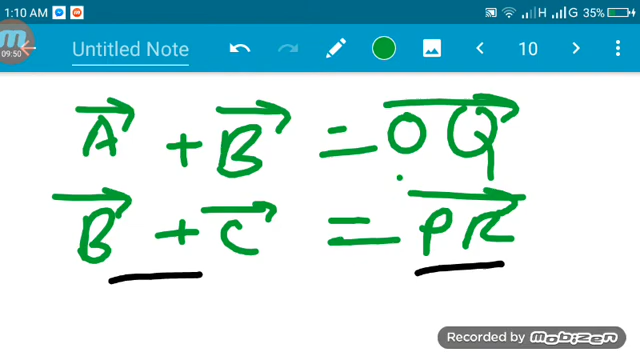 1:10 AM H G 35%
09:50 Untitled Note 10
A + B = OQ
B + C = PR
Recorded by mobizen